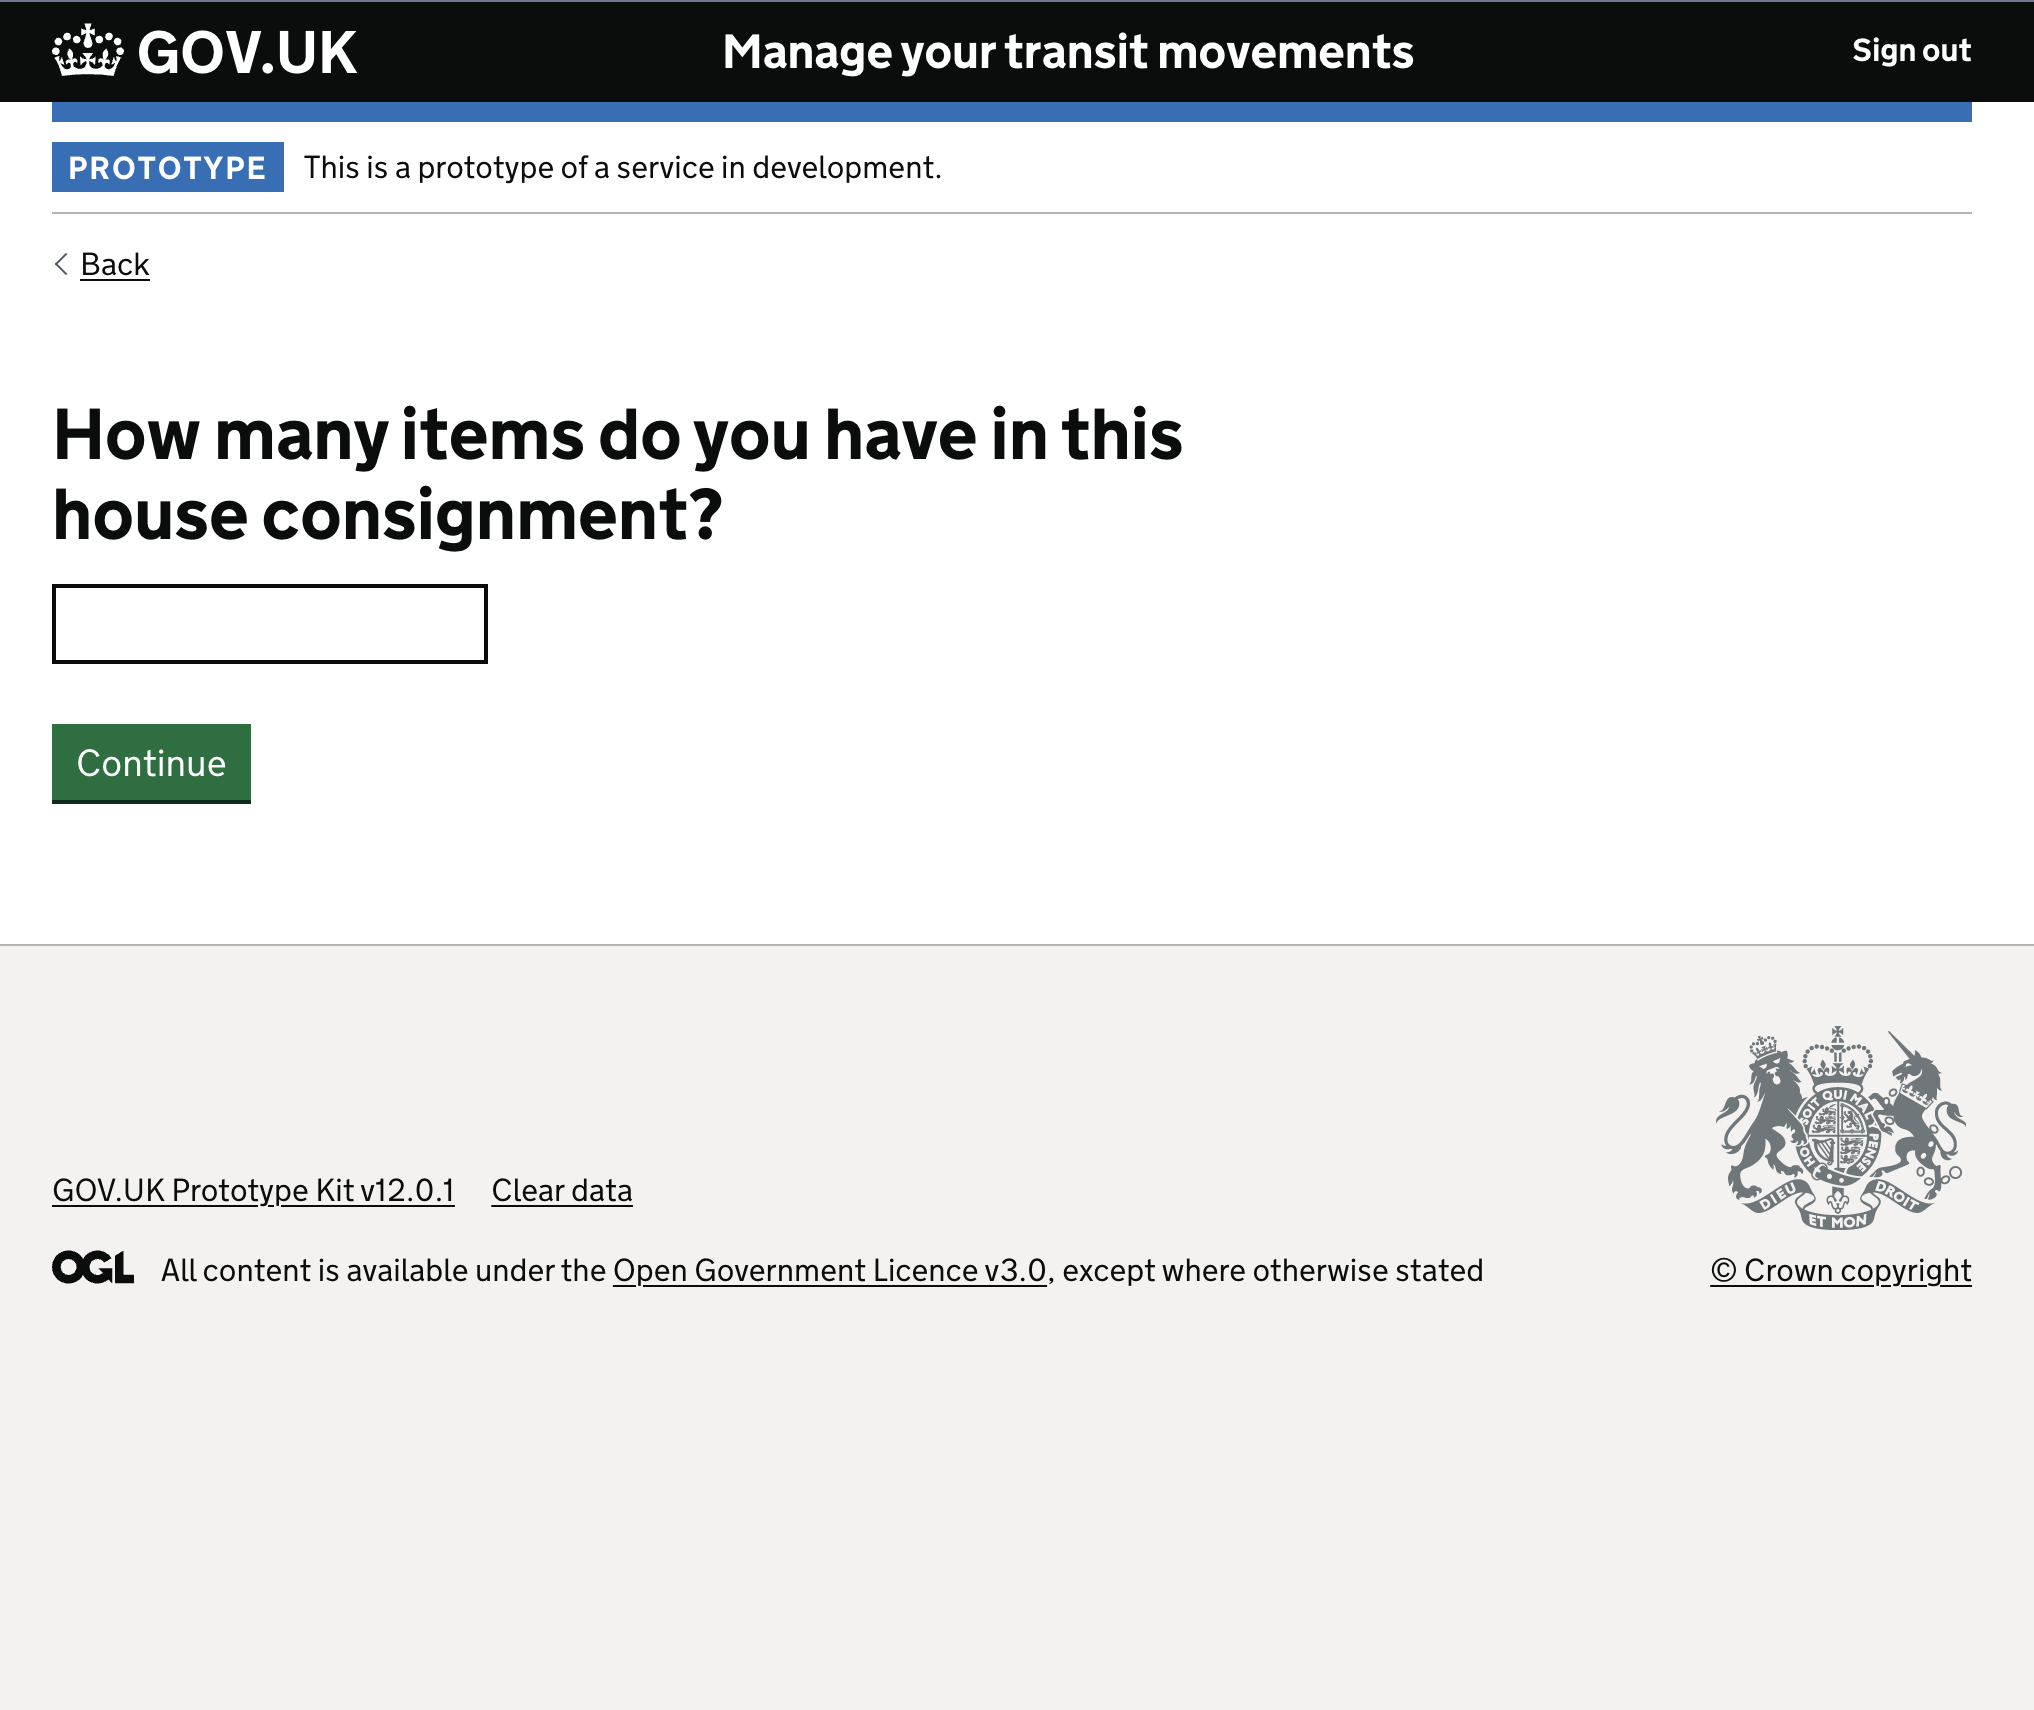 GOV.UK
Manage your transit movements
Sign out
PROTOTYPE This is a prototype of a service in development.
Back
How many items do you have in this
house consignment?
Continue
SOIT QUI MAL Y PENSE
HO
DIEU ET MON DROIT
GOV.UK Prototype Kit v12.0.1 Clear data
OGL All content is available under the Open Government Licence v3.0, except where otherwise stated
© Crown copyright